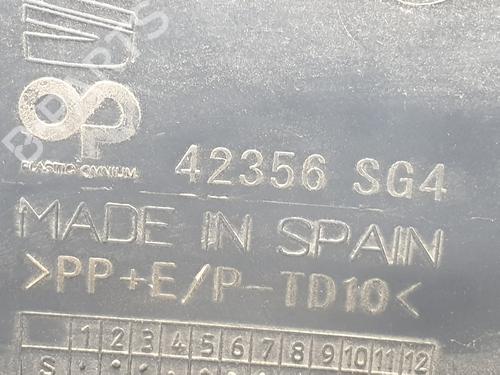 PLASTIC OMNIUM
42356 SG4
MADE IN SPAIN
>PP+E/P-TD10<
1 2 3 4 5 6 7 8 9 10 11 12
S